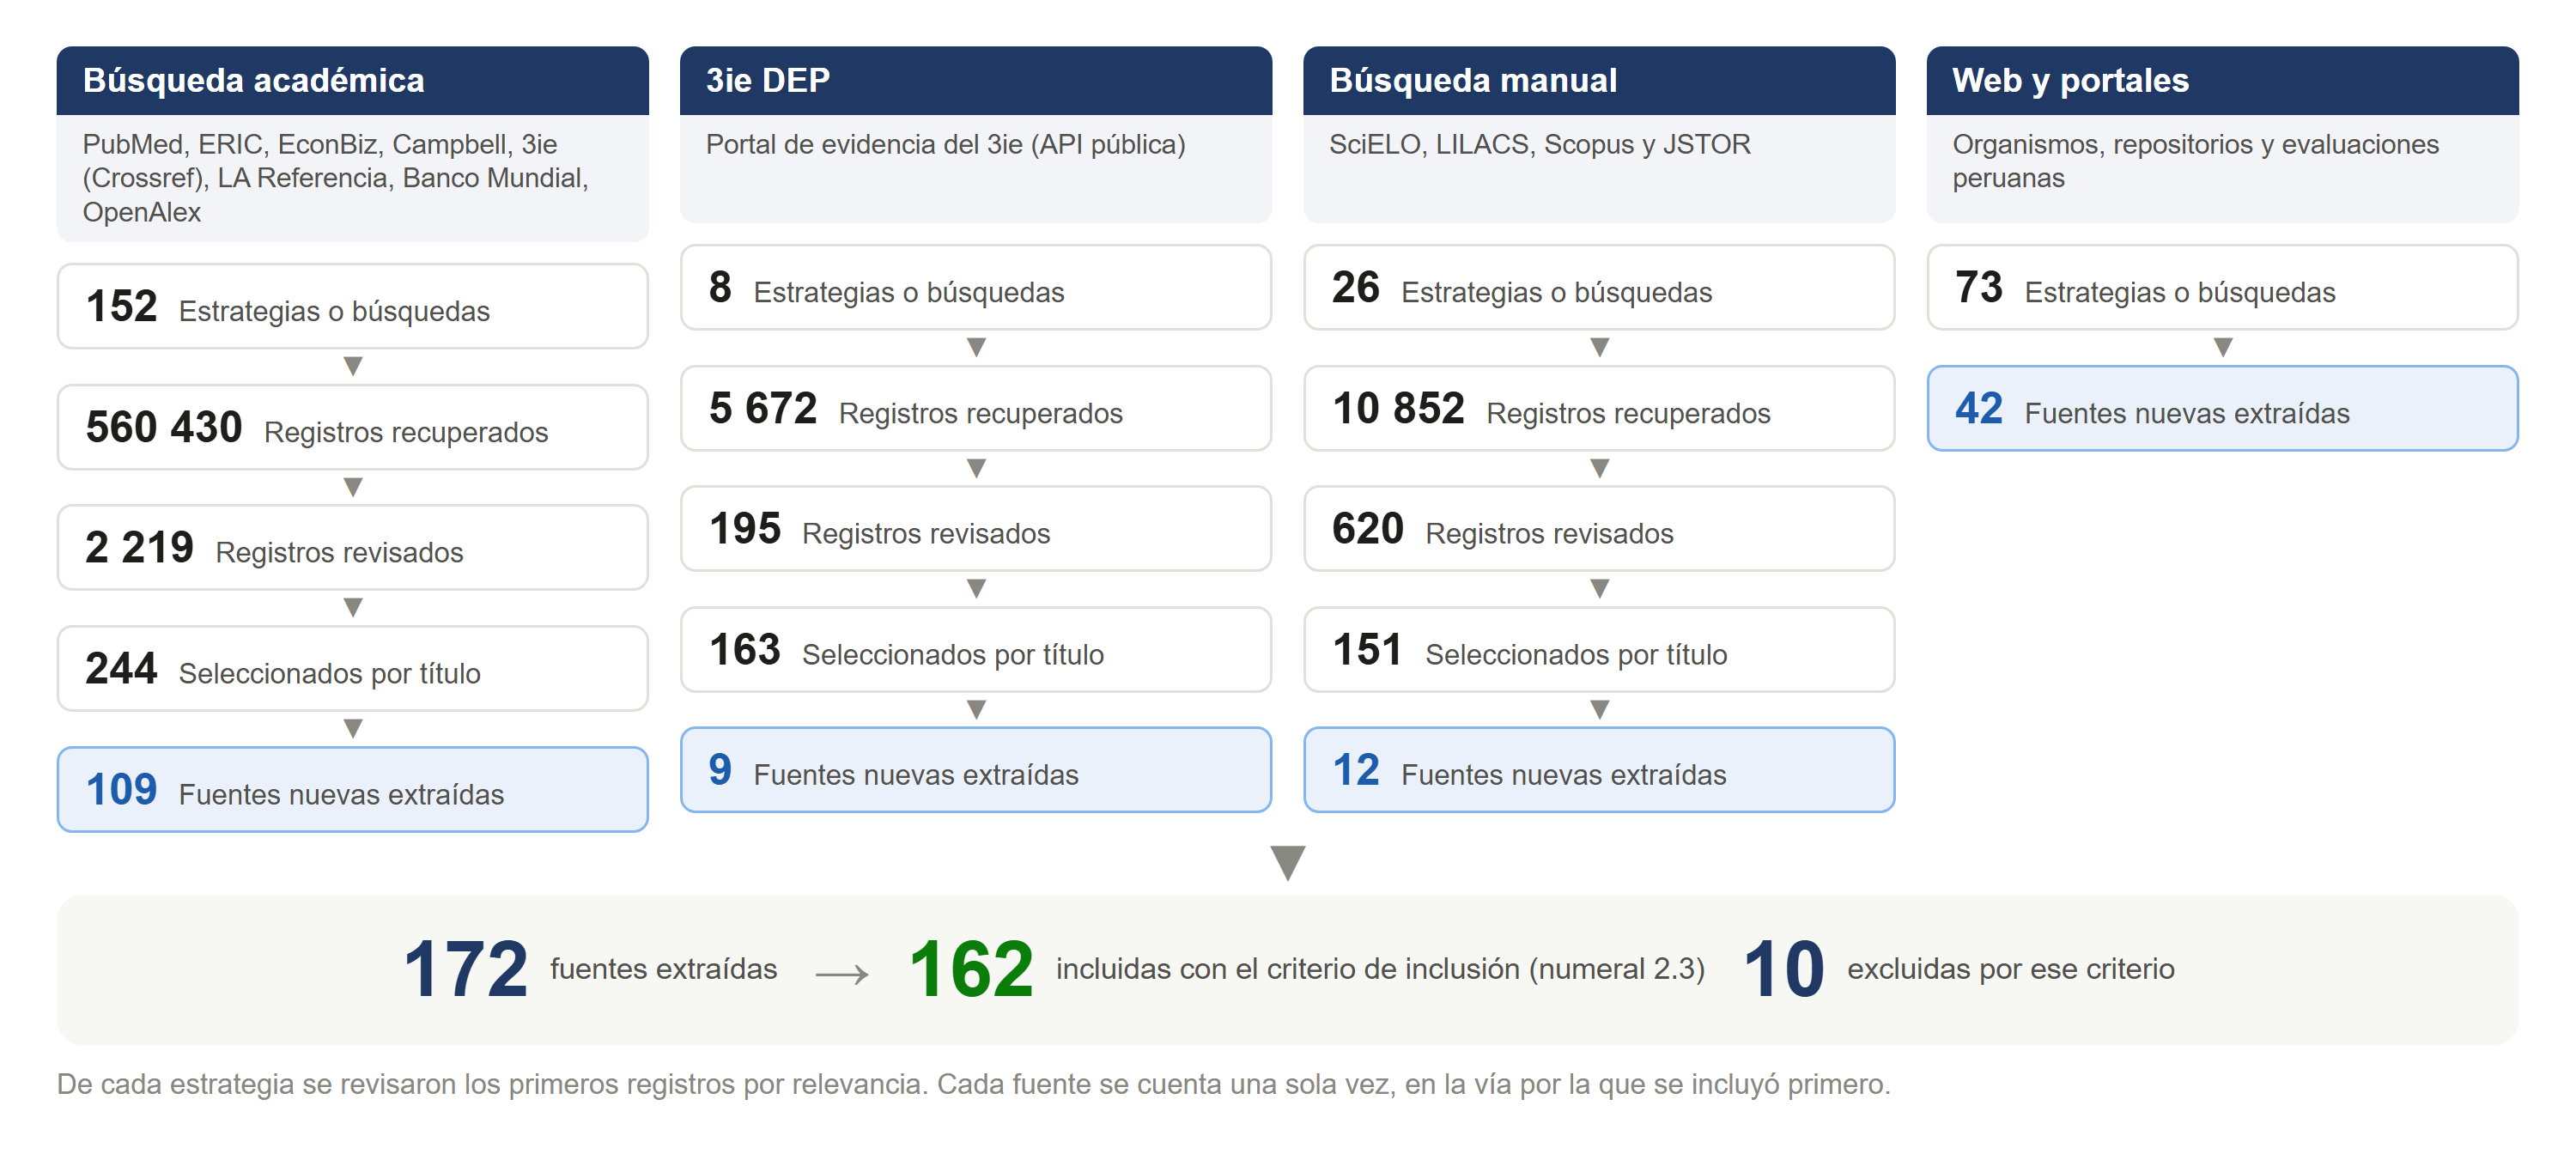 Búsqueda académica
PubMed, ERIC, EconBiz, Campbell, 3ie
(Crossref), LA Referencia, Banco Mundial,
OpenAlex
152 Estrategias o búsquedas
560 430 Registros recuperados
2 219 Registros revisados
244 Seleccionados por título
109 Fuentes nuevas extraídas
3ie DEP
Portal de evidencia del 3ie (API pública)
8 Estrategias o búsquedas
5 672 Registros recuperados
195 Registros revisados
163 Seleccionados por título
9 Fuentes nuevas extraídas
Búsqueda manual
SciELO, LILACS, Scopus y JSTOR
26 Estrategias o búsquedas
10 852 Registros recuperados
620 Registros revisados
151 Seleccionados por título
12 Fuentes nuevas extraídas
Web y portales
Organismos, repositorios y evaluaciones
peruanas
73 Estrategias o búsquedas
42 Fuentes nuevas extraídas
172 fuentes extraídas → 162 incluidas con el criterio de inclusión (numeral 2.3) 10 excluidas por ese criterio
De cada estrategia se revisaron los primeros registros por relevancia. Cada fuente se cuenta una sola vez, en la vía por la que se incluyó primero.